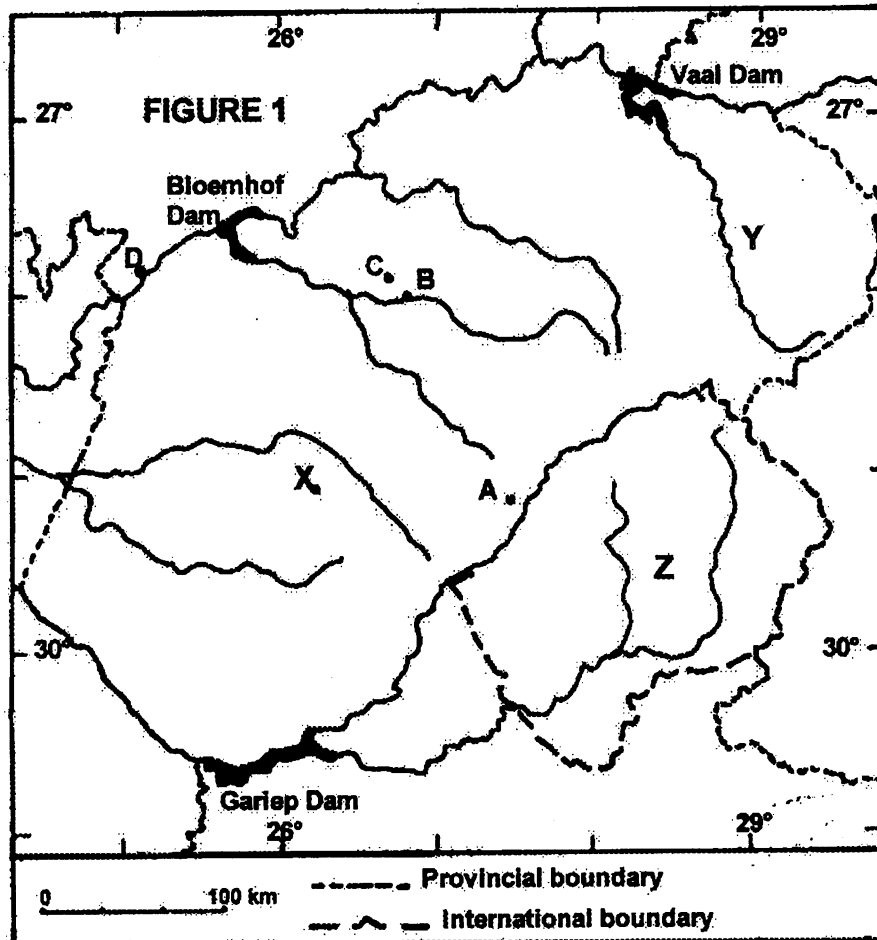 26° 29°
Vaal Dam
27° FIGURE 1 27°
Bloemhof
Dam
Y
D C B
X A
Z
30° 30°
Gariep Dam
26° 29°
0 100 km Provincial boundary
International boundary